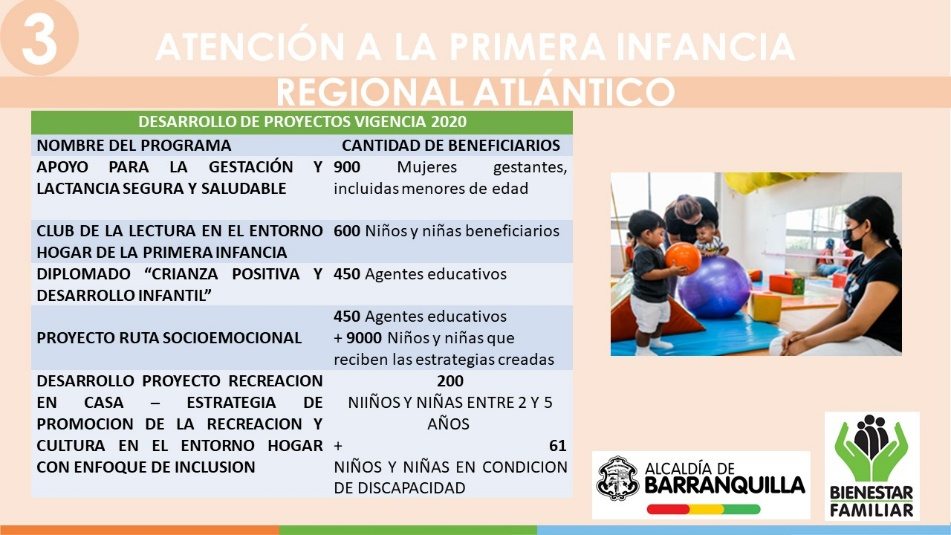 3
ATENCIÓN A LA PRIMERA INFANCIA
REGIONAL ATLÁNTICO
DESARROLLO DE PROYECTOS VIGENCIA 2020
NOMBRE DEL PROGRAMA CANTIDAD DE BENEFICIARIOS
APOYO PARA LA GESTACIÓN Y
LACTANCIA SEGURA Y SALUDABLE
900 Mujeres gestantes,
incluidas menores de edad
CLUB DE LA LECTURA EN EL ENTORNO
HOGAR DE LA PRIMERA INFANCIA
600 Niños y niñas beneficiarios
DIPLOMADO “CRIANZA POSITIVA Y
DESARROLLO INFANTIL”
450 Agentes educativos
PROYECTO RUTA SOCIOEMOCIONAL
450 Agentes educativos
+ 9000 Niños y niñas que
reciben las estrategias creadas
DESARROLLO PROYECTO RECREACION
EN CASA – ESTRATEGIA DE
PROMOCION DE LA RECREACION Y
CULTURA EN EL ENTORNO HOGAR
CON ENFOQUE DE INCLUSION
200
NIIÑOS Y NIÑAS ENTRE 2 Y 5
AÑOS
+ 61
NIÑOS Y NIÑAS EN CONDICION
DE DISCAPACIDAD
ALCALDÍA DE
BARRANQUILLA
BIENESTAR
FAMILIAR